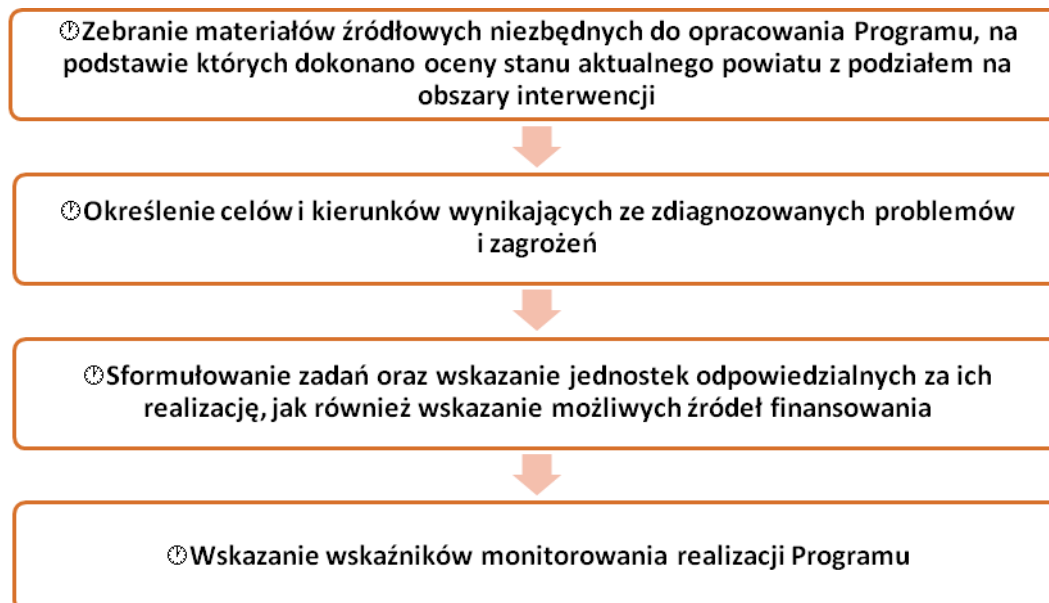 🕐Zebranie materiałów źródłowych niezbędnych do opracowania Programu, na
podstawie których dokonano oceny stanu aktualnego powiatu z podziałem na
obszary interwencji
🕐Określenie celów i kierunków wynikających ze zdiagnozowanych problemów
i zagrożeń
🕐Sformułowanie zadań oraz wskazanie jednostek odpowiedzialnych za ich
realizację, jak również wskazanie możliwych źródeł finansowania
🕐Wskazanie wskaźników monitorowania realizacji Programu